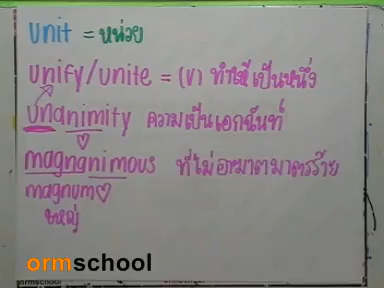 unit = หน่วย
unify/unite = (v) ทำให้เป็นหนึ่ง
unanimity ความเป็นเอกฉันท์
magnanimous ที่ไม่อาฆาตมาดร้าย
magnum
ใหญ่
ormschool
ormschool
ormschool